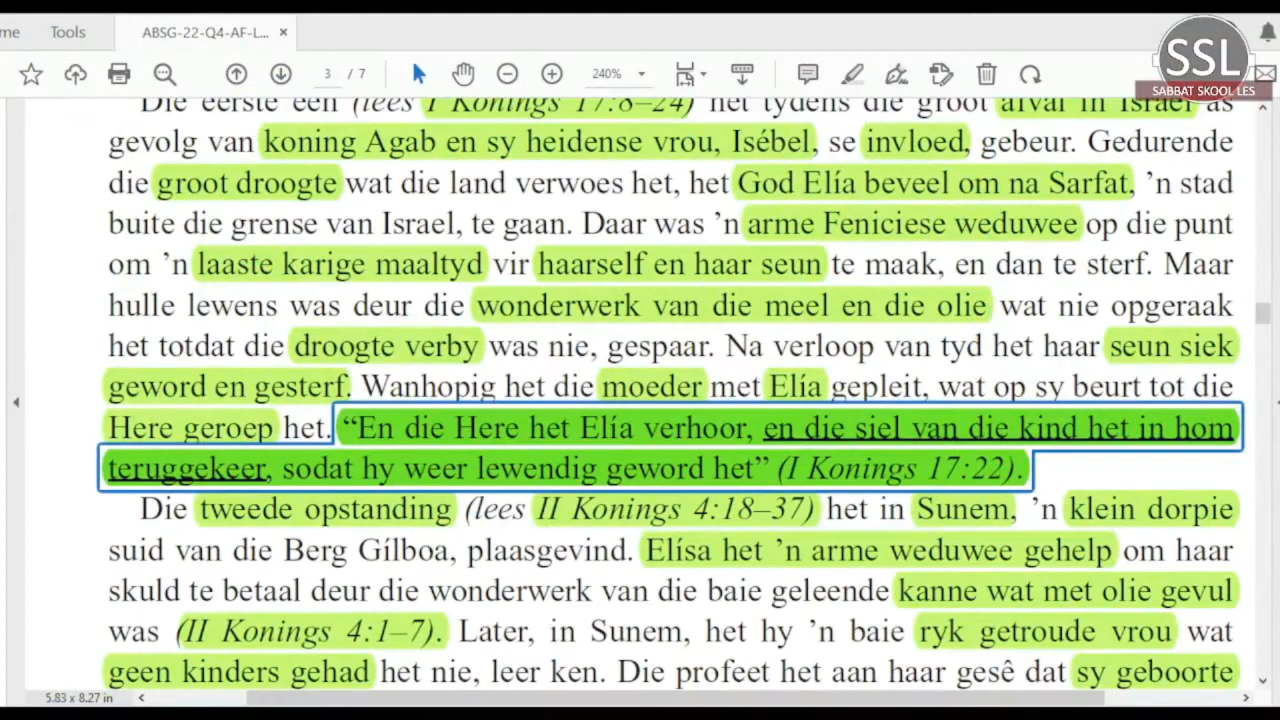 me Tools ABSG-22-Q4-AF-L... ×
3 / 7 240%
SSL
SABBAT SKOOL LES
Die eerste een (lees I Konings 17:8–24) het tydens die groot afval in Israel as
gevolg van koning Agab en sy heidense vrou, Isébel, se invloed, gebeur. Gedurende
die groot droogte wat die land verwoes het, het God Elía beveel om na Sarfat, ’n stad
buite die grense van Israel, te gaan. Daar was ’n arme Feniciese weduwee op die punt
om ’n laaste karige maaltyd vir haarself en haar seun te maak, en dan te sterf. Maar
hulle lewens was deur die wonderwerk van die meel en die olie wat nie opgeraak
het totdat die droogte verby was nie, gespaar. Na verloop van tyd het haar seun siek
geword en gesterf. Wanhopig het die moeder met Elía gepleit, wat op sy beurt tot die
Here geroep het. “En die Here het Elía verhoor, en die siel van die kind het in hom
teruggekeer, sodat hy weer lewendig geword het” (I Konings 17:22).
Die tweede opstanding (lees II Konings 4:18–37) het in Sunem, ’n klein dorpie
suid van die Berg Gílboa, plaasgevind. Elísa het ’n arme weduwee gehelp om haar
skuld te betaal deur die wonderwerk van die baie geleende kanne wat met olie gevul
was (II Konings 4:1–7). Later, in Sunem, het hy ’n baie ryk getroude vrou wat
geen kinders gehad het nie, leer ken. Die profeet het aan haar gesê dat sy geboorte
5.83 x 8.27 in